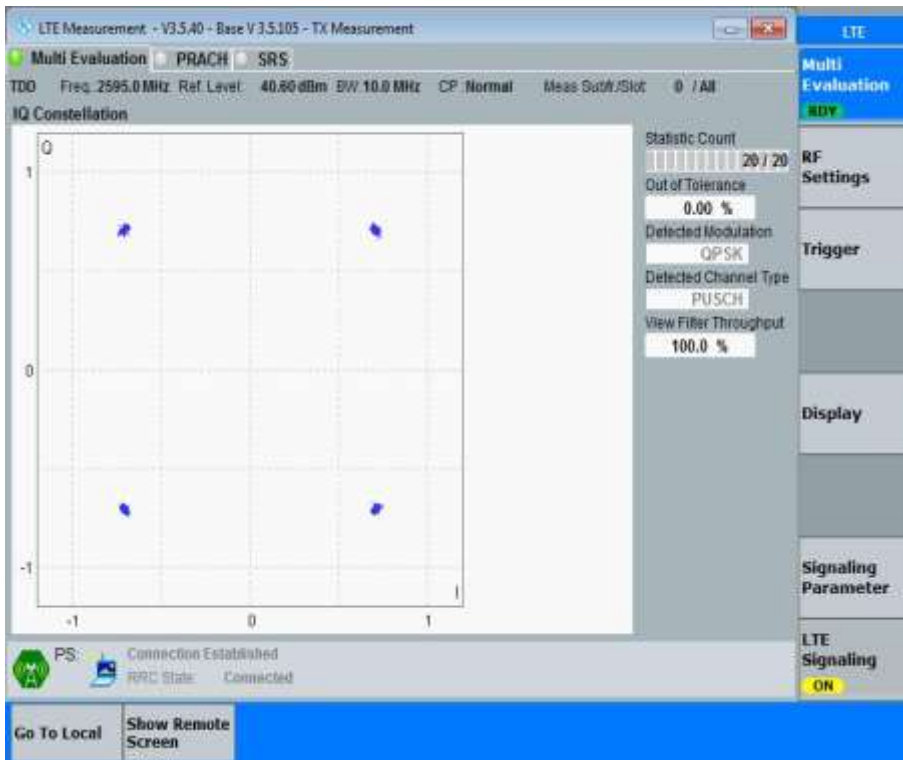 LTE Measurement - V3.5.40 - Base V 3.5.105 - TX Measurement
Multi Evaluation PRACH SRS
TDD Freq.:2595.0 MHz Ref. Level: 40.60 dBm BW:10.0 MHz CP:Normal Meas Subfr./Slot: 0 / All
IQ Constellation
Q
1
0
-1
-1 0 1
I
Statistic Count
20 / 20
Out of Tolerance
0.00 %
Detected Modulation
QPSK
Detected Channel Type
PUSCH
View Filter Throughput
100.0 %
PS:
Connection Established
RRC State: Connected
LTE
Multi
Evaluation
RDY
RF
Settings
Trigger
Display
Signaling
Parameter
LTE
Signaling
ON
Go To Local
Show Remote
Screen